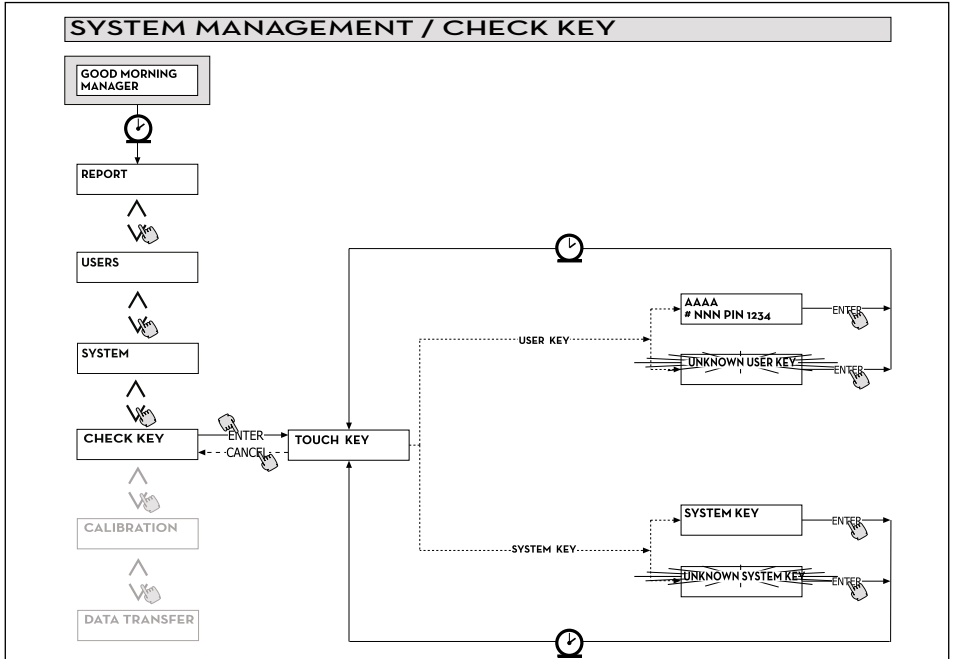 SYSTEM MANAGEMENT / CHECK KEY
GOOD MORNING
MANAGER
REPORT
USERS
SYSTEM
CHECK KEY
ENTER
CANCEL
TOUCH KEY
CALIBRATION
DATA TRANSFER
USER KEY
AAAA
# NNN PIN 1234
ENTER
UNKNOWN USER KEY
ENTER
SYSTEM KEY
SYSTEM KEY
ENTER
UNKNOWN SYSTEM KEY
ENTER